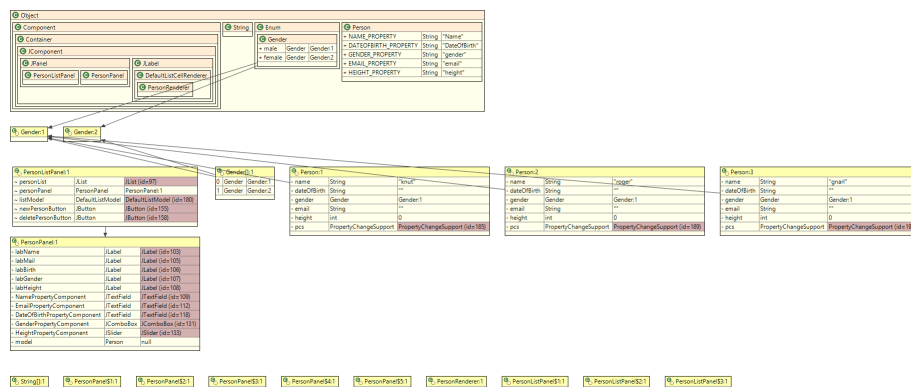 Object
Component
Container
JComponent
JPanel
PersonListPanel
PersonPanel
JLabel
DefaultListCellRenderer
PersonRenderer
String
Enum
Gender
+ male Gender Gender:1
+ female Gender Gender:2
Person
+ NAME_PROPERTY String "Name"
+ DATEOFBIRTH_PROPERTY String "DateOfBirth"
+ GENDER_PROPERTY String "gender"
+ EMAIL_PROPERTY String "email"
+ HEIGHT_PROPERTY String "height"
Gender:1
Gender:2
PersonListPanel:1
~ personList JList JList (id=97)
~ personPanel PersonPanel PersonPanel:1
~ listModel DefaultListModel DefaultListModel (id=180)
~ newPersonButton JButton JButton (id=155)
~ deletePersonButton JButton JButton (id=158)
Gender[]:1
0 Gender Gender:1
1 Gender Gender:2
Person:1
- name String "knut"
- dateOfBirth String ""
- gender Gender Gender:1
- email String ""
- height int 0
- pcs PropertyChangeSupport PropertyChangeSupport (id=185)
Person:2
- name String "roger"
- dateOfBirth String ""
- gender Gender Gender:1
- email String ""
- height int 0
- pcs PropertyChangeSupport PropertyChangeSupport (id=189)
Person:3
- name String "gnarl"
- dateOfBirth String ""
- gender Gender Gender:1
- email String ""
- height int 0
- pcs PropertyChangeSupport
PersonPanel:1
- labName JLabel JLabel (id=103)
- labMail JLabel JLabel (id=105)
- labBirth JLabel JLabel (id=106)
- labGender JLabel JLabel (id=107)
- labHeight JLabel JLabel (id=108)
- NamePropertyComponent JTextField JTextField (id=109)
- EmailPropertyComponent JTextField JTextField (id=112)
- DateOfBirthPropertyComponent JTextField JTextField (id=118)
- GenderPropertyComponent JComboBox JComboBox (id=131)
- HeightPropertyComponent JSlider JSlider (id=133)
- model Person null
String[]:1
PersonPanel$1:1
PersonPanel$2:1
PersonPanel$3:1
PersonPanel$4:1
PersonPanel$5:1
PersonRenderer:1
PersonListPanel$1:1
PersonListPanel$2:1
PersonListPanel$3:1